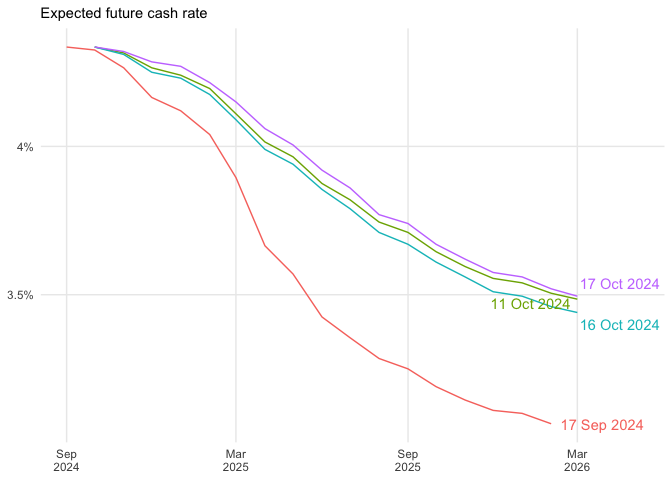 Expected future cash rate
4%
3.5%
17 Oct 2024
11 Oct 2024
16 Oct 2024
17 Sep 2024
Sep
2024
Mar
2025
Sep
2025
Mar
2026